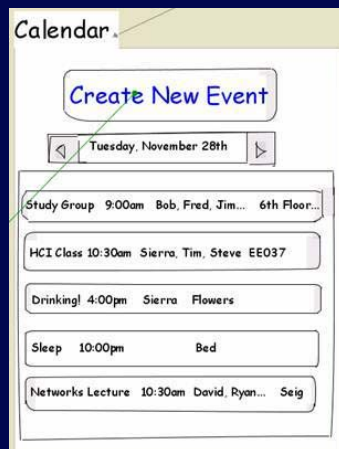 Calendar
Create New Event
Tuesday, November 28th
Study Group 9:00am Bob, Fred, Jim... 6th Floor...
HCI Class 10:30am Sierra, Tim, Steve EE037
Drinking! 4:00pm Sierra Flowers
Sleep 10:00pm Bed
Networks Lecture 10:30am David, Ryan... Seig